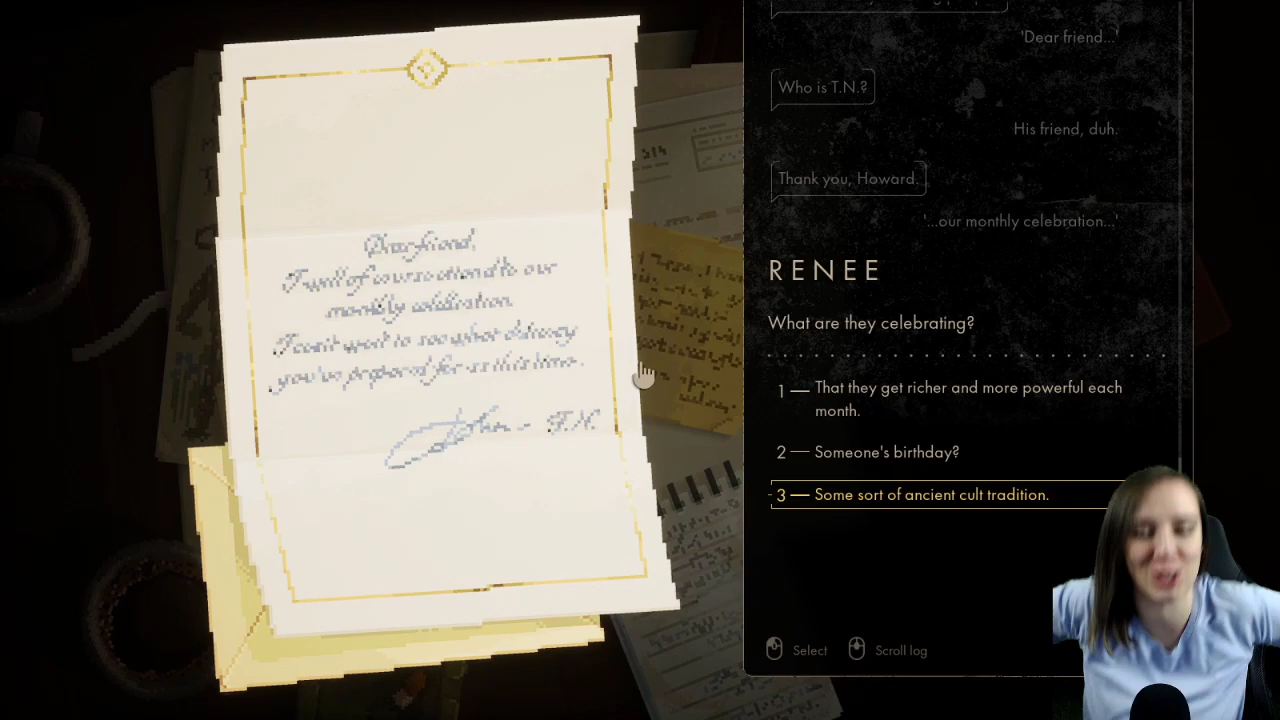 Dear friend,
I will of course attend to our
monthly celebration.
I can't wait to see what delicacy
you've prepared for us this time.
John - T.N.
'Dear friend...'
Who is T.N.?
His friend, duh.
Thank you, Howard.
'...our monthly celebration...'
RENEE
What are they celebrating?
1 — That they get richer and more powerful each
month.
2 — Someone's birthday?
3 — Some sort of ancient cult tradition.
Select
Scroll log